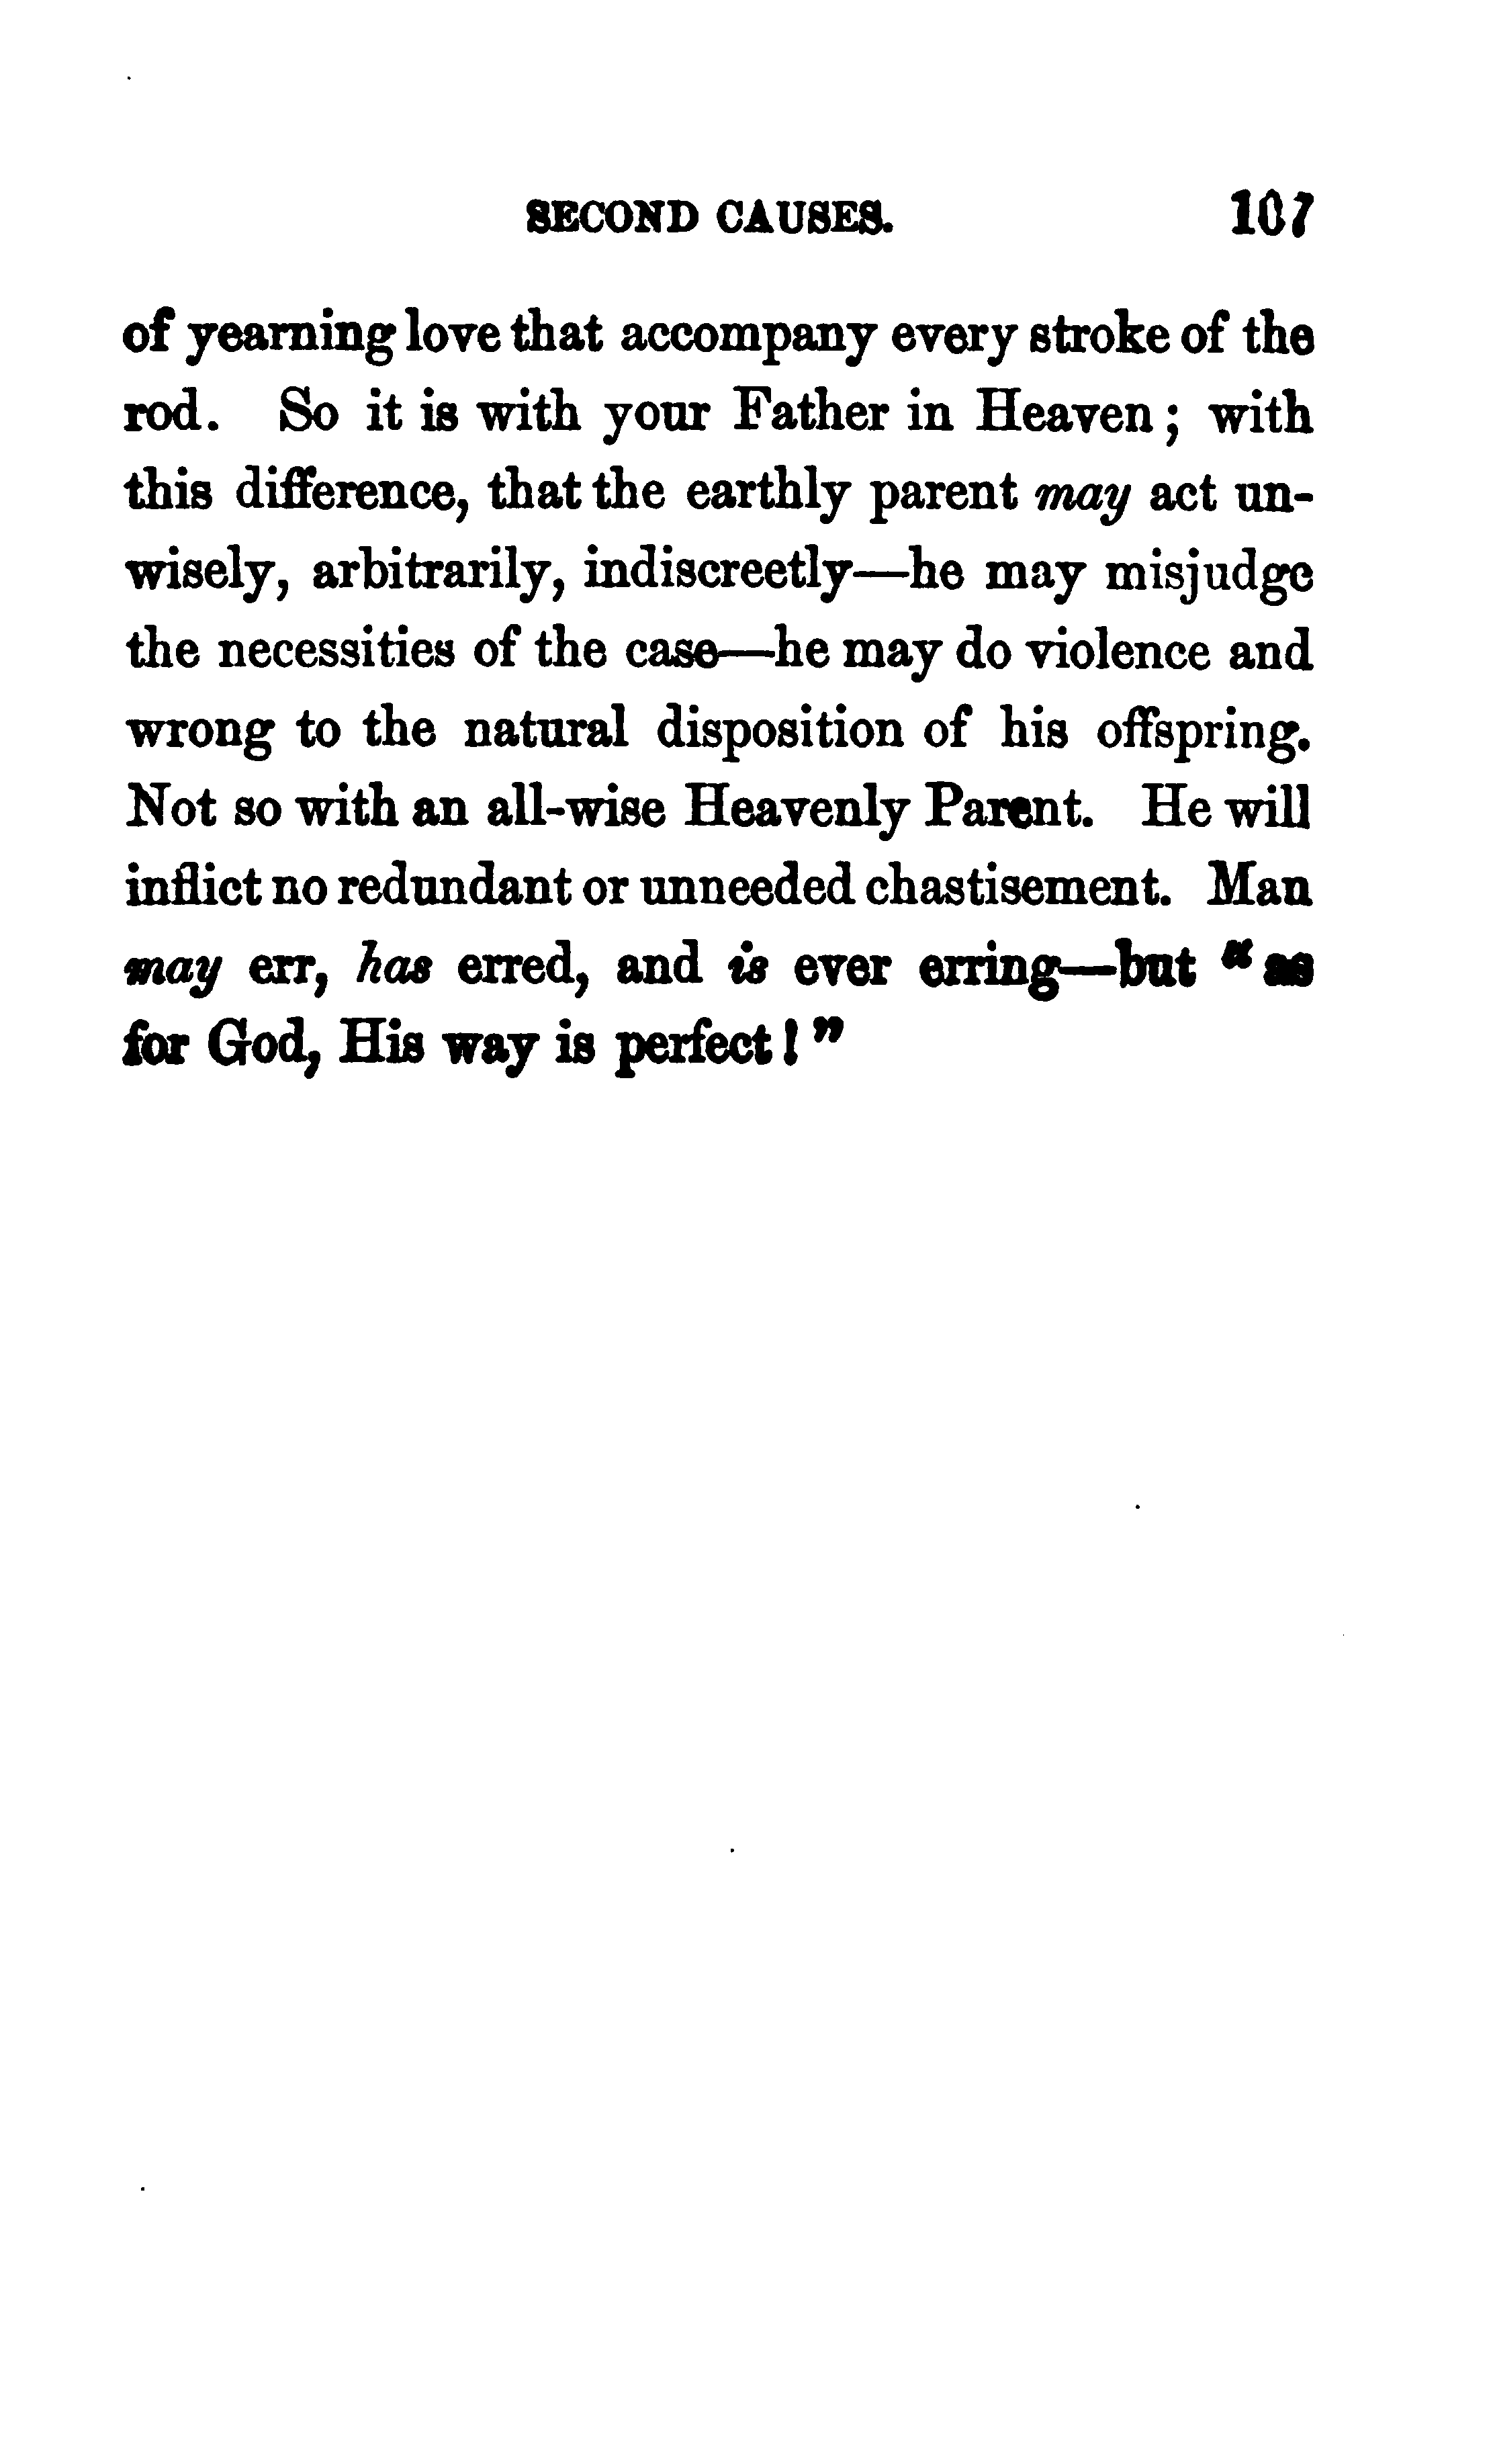 SECOND CAUSES. 107
of yearning love that accompany every stroke of the
rod. So it is with your Father in Heaven; with
this difference, that the earthly parent may act un-
wisely, arbitrarily, indiscreetly—he may misjudge
the necessities of the case—he may do violence and
wrong to the natural disposition of his offspring.
Not so with an all-wise Heavenly Parent. He will
inflict no redundant or unneeded chastisement. Man
may err, has erred, and is ever erring—but "as
for God, His way is perfect!"